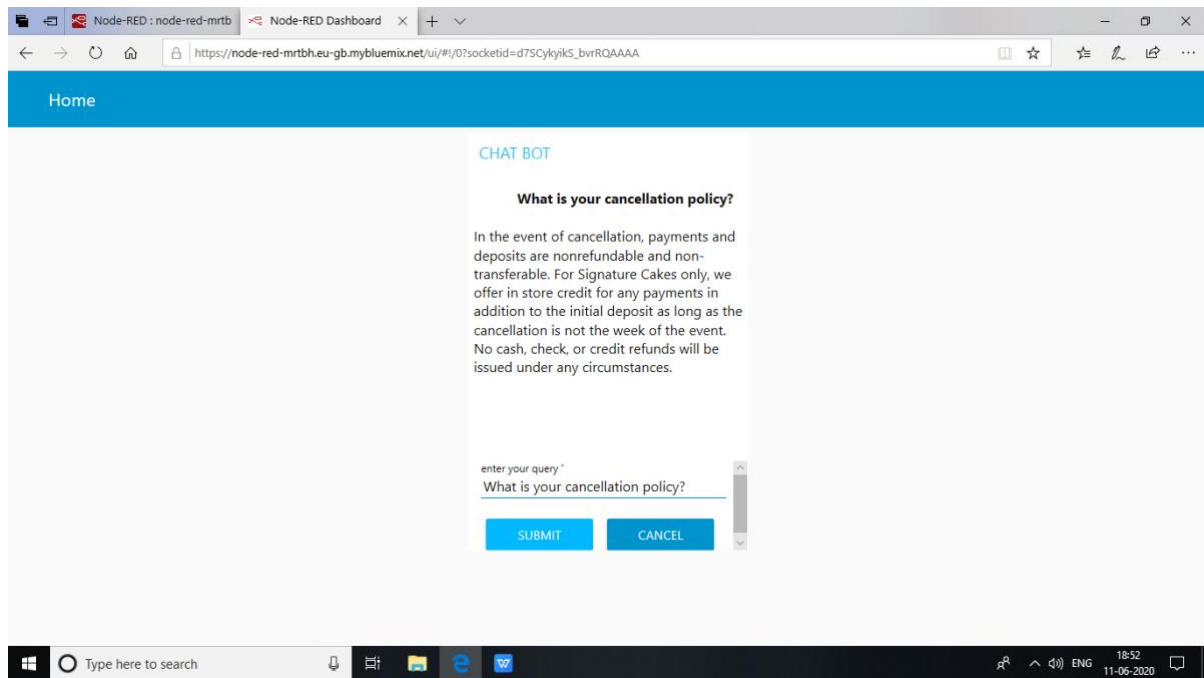 Node-RED : node-red-mrtb
Node-RED Dashboard
https://node-red-mrtbh.eu-gb.mybluemix.net/ui/#!/0?socketid=d7SCykyikS_bvrRQAAAA
Home
CHAT BOT
What is your cancellation policy?
In the event of cancellation, payments and
deposits are nonrefundable and non-
transferable. For Signature Cakes only, we
offer in store credit for any payments in
addition to the initial deposit as long as the
cancellation is not the week of the event.
No cash, check, or credit refunds will be
issued under any circumstances.
enter your query *
What is your cancellation policy?
SUBMIT CANCEL
Type here to search
ENG
18:52
11-06-2020